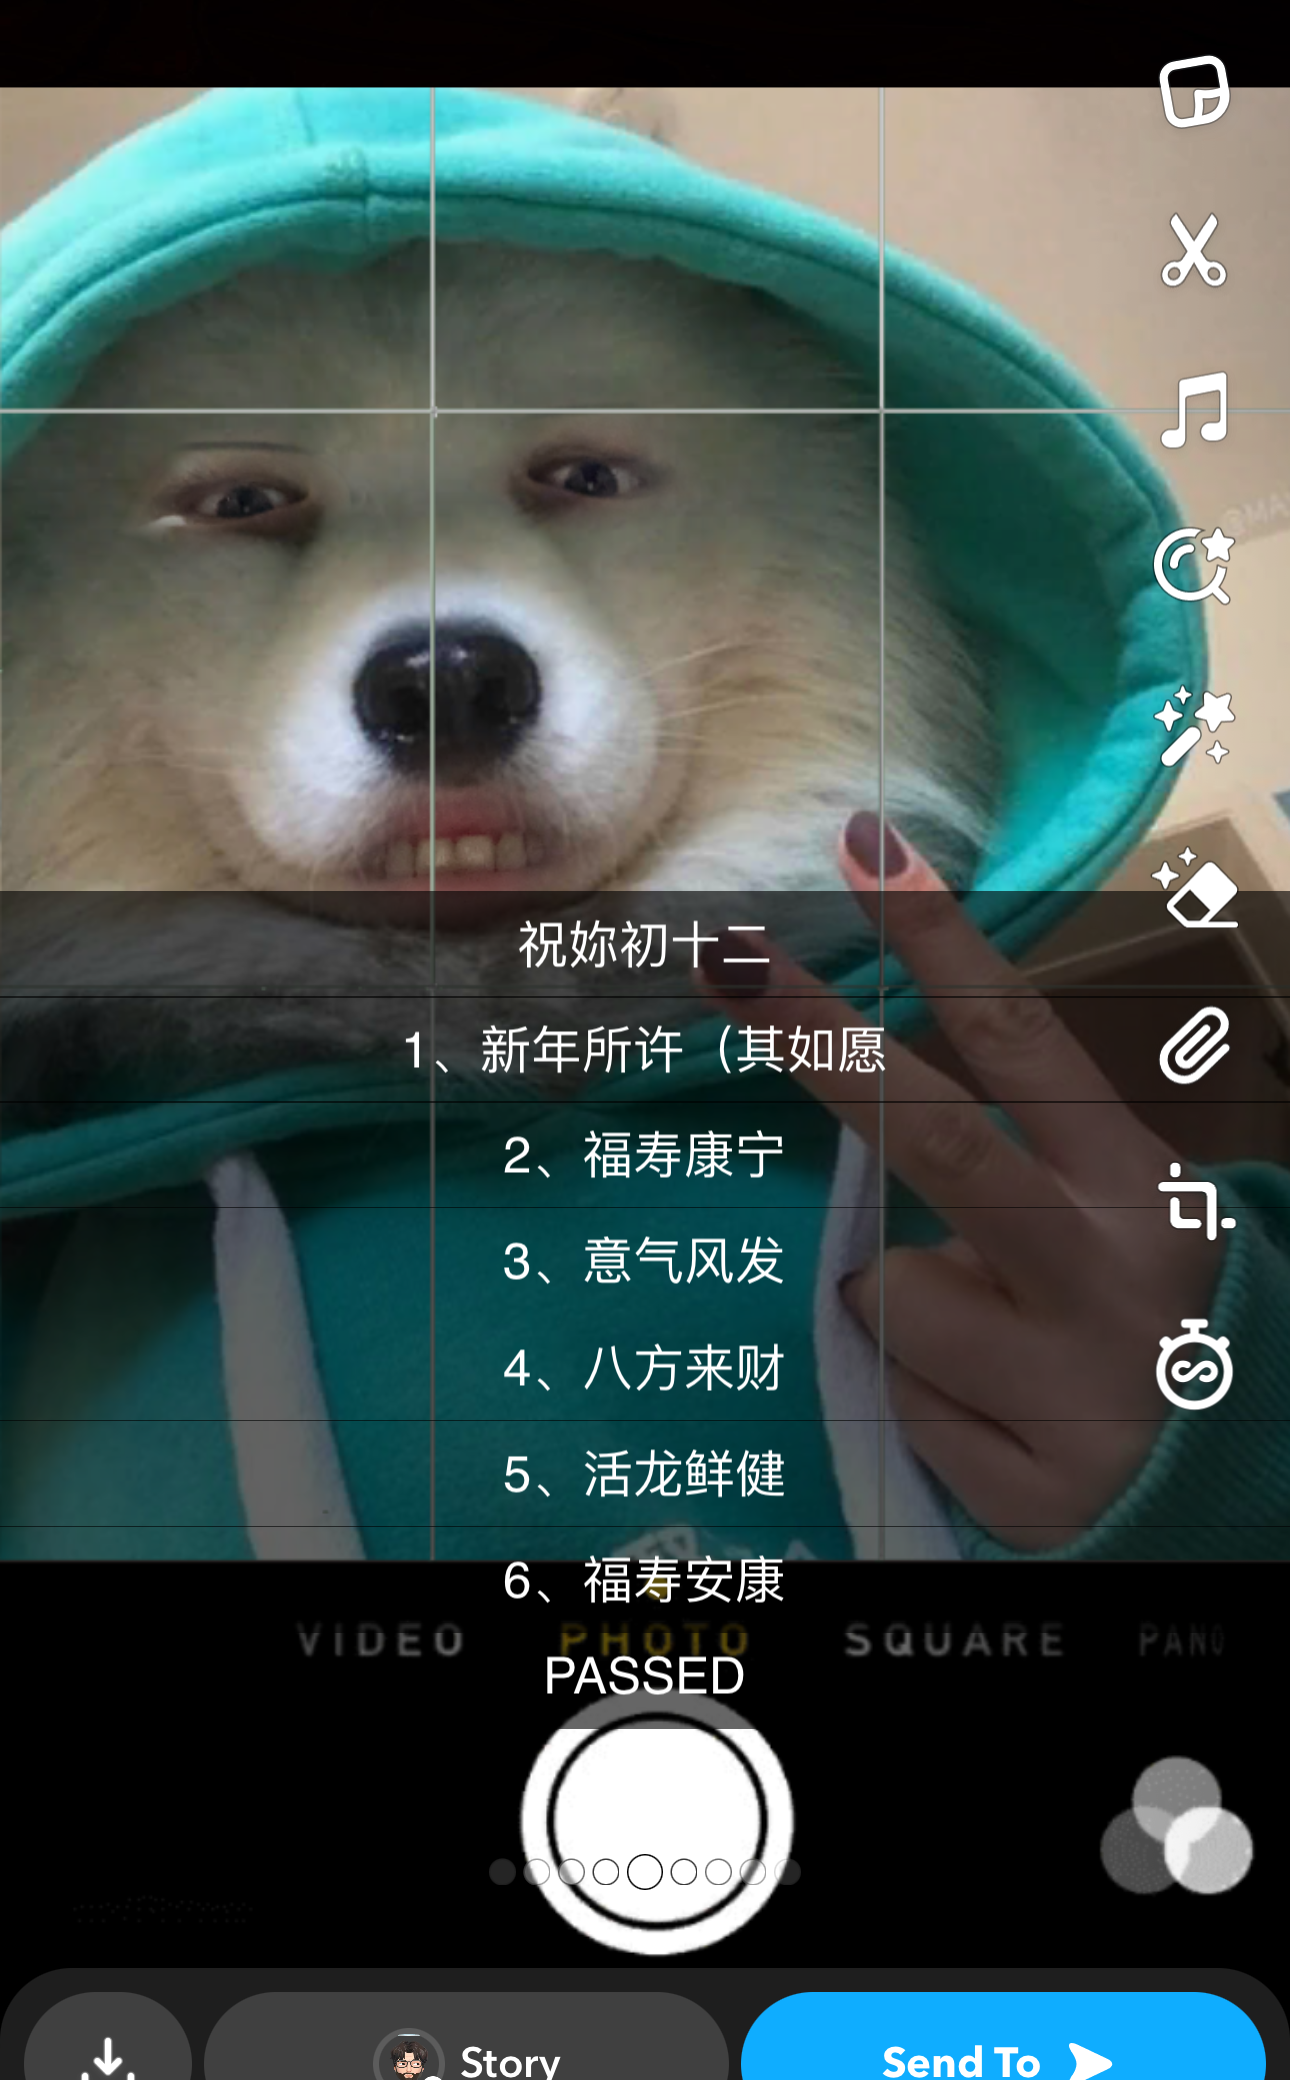 祝妳初十二
1、新年所许（其如愿
2、福寿康宁
3、意气风发
4、八方来财
5、活龙鲜健
6、福寿安康
VIDEO PHOTO SQUARE PANO
PASSED
Story Send To